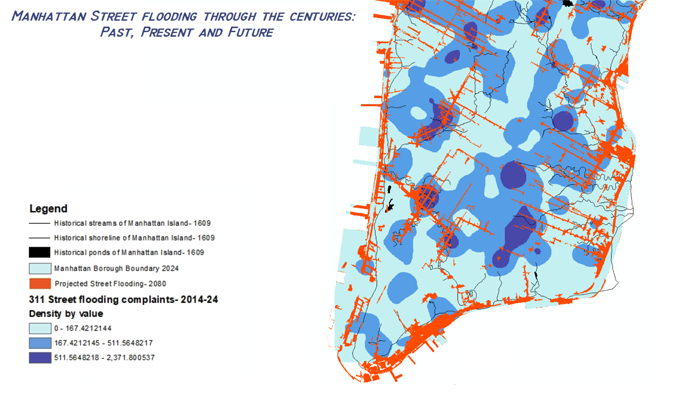 Manhattan Street flooding through the centuries:
Past, Present and Future
Legend
Historical streams of Manhattan Island- 1609
Historical shoreline of Manhattan Island- 1609
Historical ponds of Manhattan Island- 1609
Manhattan Borough Boundary 2024
Projected Street Flooding- 2080
311 Street flooding complaints- 2014-24
Density by value
0 - 167.4212144
167.4212145 - 511.5648217
511.5648218 - 2,371.800537